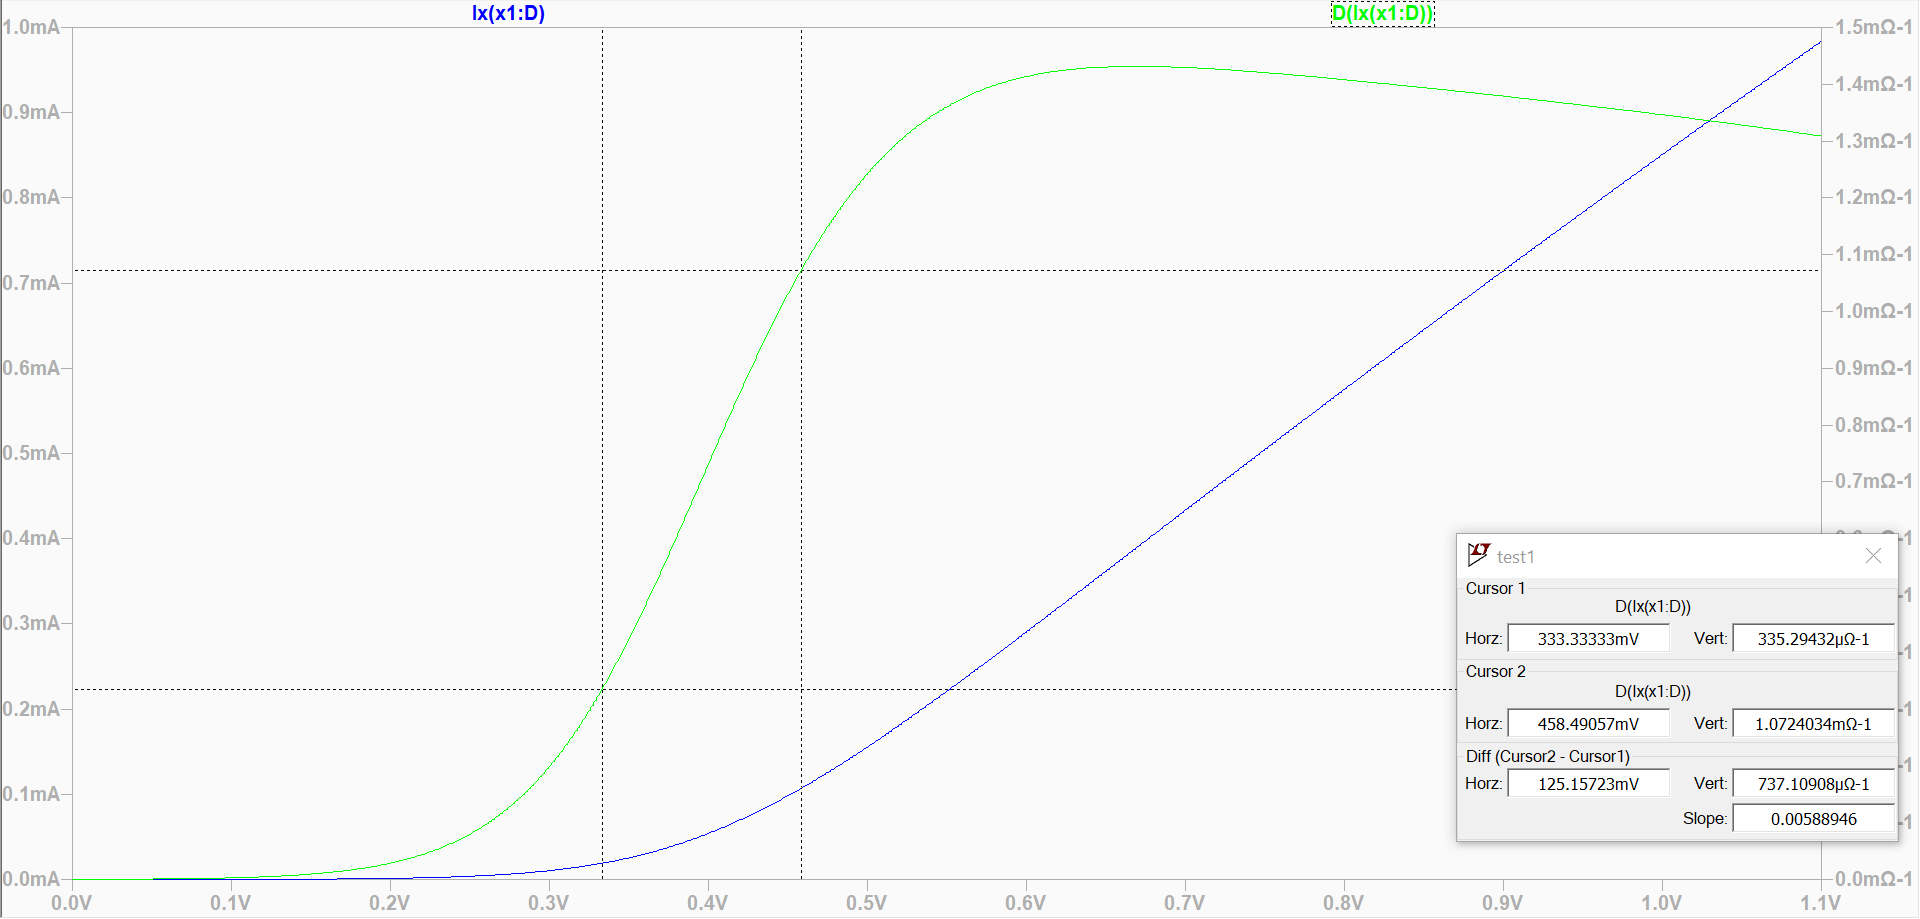 Ix(x1:D) D(Ix(x1:D))
1.0mA 1.5mΩ-1
1.4mΩ-1
0.9mA
1.3mΩ-1
0.8mA 1.2mΩ-1
1.1mΩ-1
0.7mA
1.0mΩ-1
0.6mA 0.9mΩ-1
0.8mΩ-1
0.5mA
0.7mΩ-1
0.4mA
test1
Cursor 1
D(Ix(x1:D))
0.3mA
Horz: 333.33333mV Vert: 335.29432µΩ-1
Cursor 2
D(Ix(x1:D))
0.2mA
Horz: 458.49057mV Vert: 1.0724034mΩ-1
Diff (Cursor2 - Cursor1)
Horz: 125.15723mV Vert: 737.10908µΩ-1
0.1mA
Slope: 0.00588946
0.0mA 0.0mΩ-1
0.0V 0.1V 0.2V 0.3V 0.4V 0.5V 0.6V 0.7V 0.8V 0.9V 1.0V 1.1V